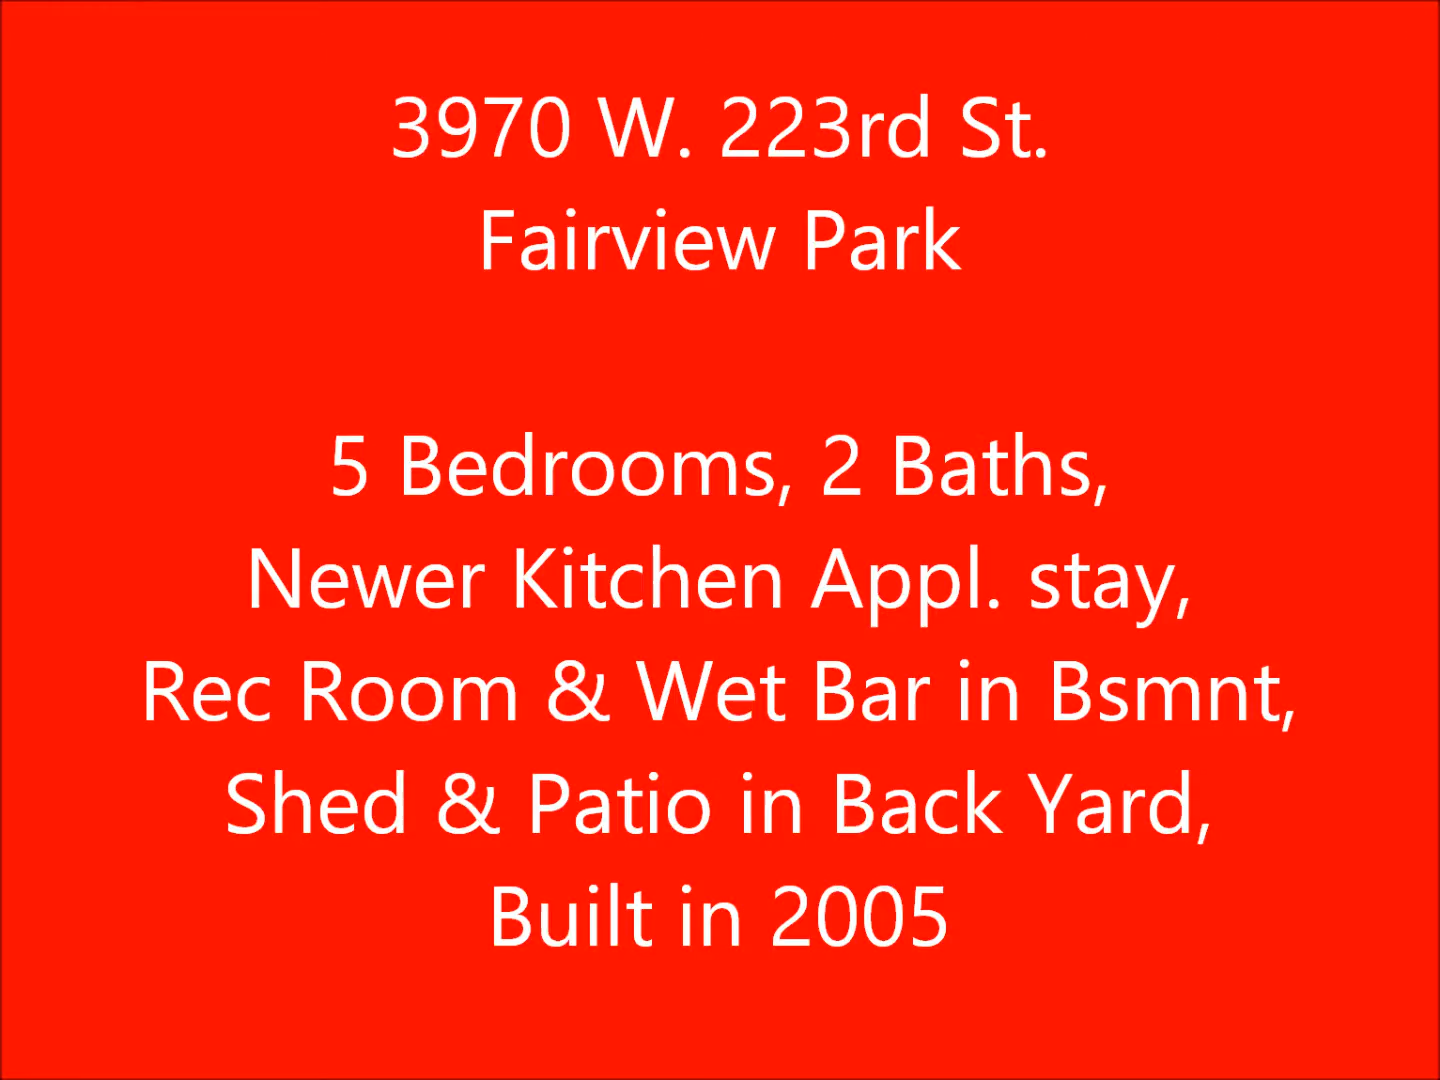 3970 W. 223rd St.
Fairview Park
5 Bedrooms, 2 Baths,
Newer Kitchen Appl. stay,
Rec Room & Wet Bar in Bsmnt,
Shed & Patio in Back Yard,
Built in 2005